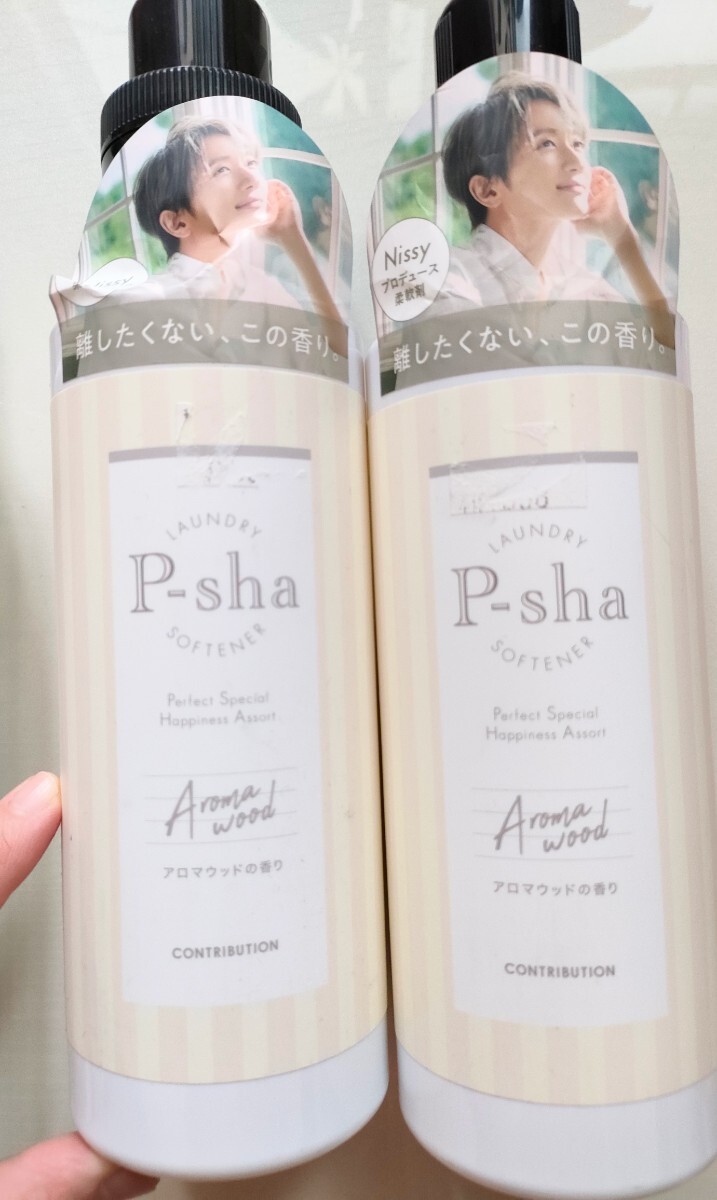 Nissy
離したくない、この香り。
LAUNDRY
P-sha
SOFTENER
Perfect Special
Happiness Assort
Aroma
wood
アロマウッドの香り
CONTRIBUTION
Nissy
プロデュース
柔軟剤
離したくない、この香り。
LAUNDRY
P-sha
SOFTENER
Perfect Special
Happiness Assort
Aroma
wood
アロマウッドの香り
CONTRIBUTION